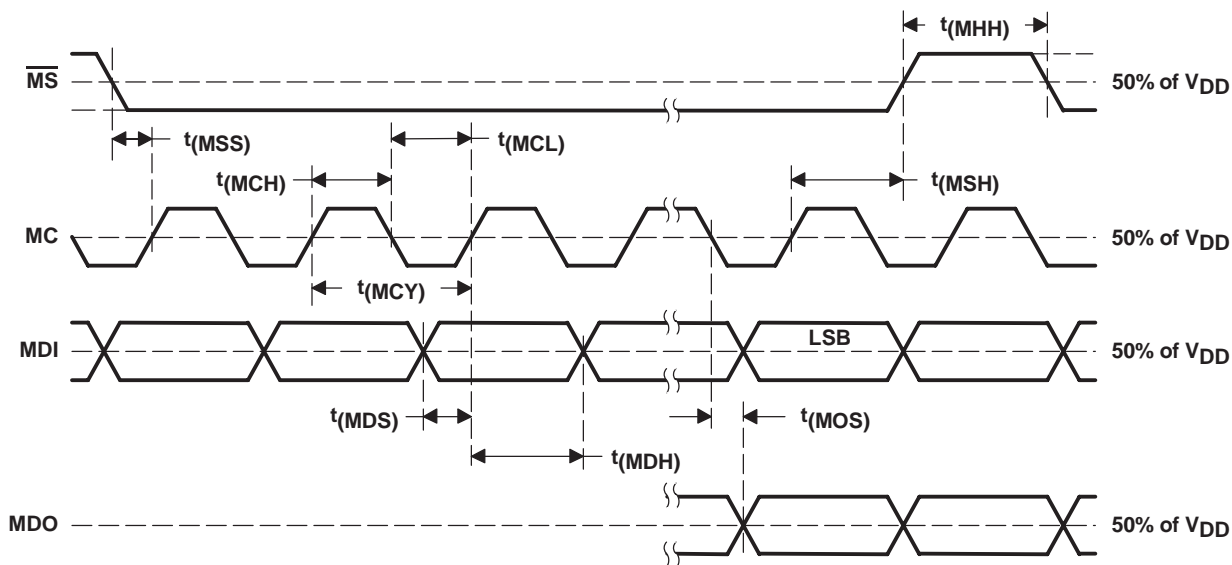 t(MHH)
MS
50% of VDD
t(MSS)
t(MCL)
t(MCH)
t(MSH)
MC
50% of VDD
t(MCY)
MDI
LSB
50% of VDD
t(MDS)
t(MOS)
t(MDH)
MDO
50% of VDD